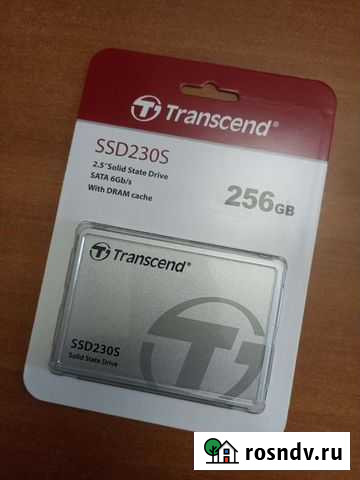 Transcend®
SSD230S
2.5" Solid State Drive
SATA 6Gb/s
With DRAM cache
256GB
Transcend®
SSD230S
Solid State Drive
rosndv.ru